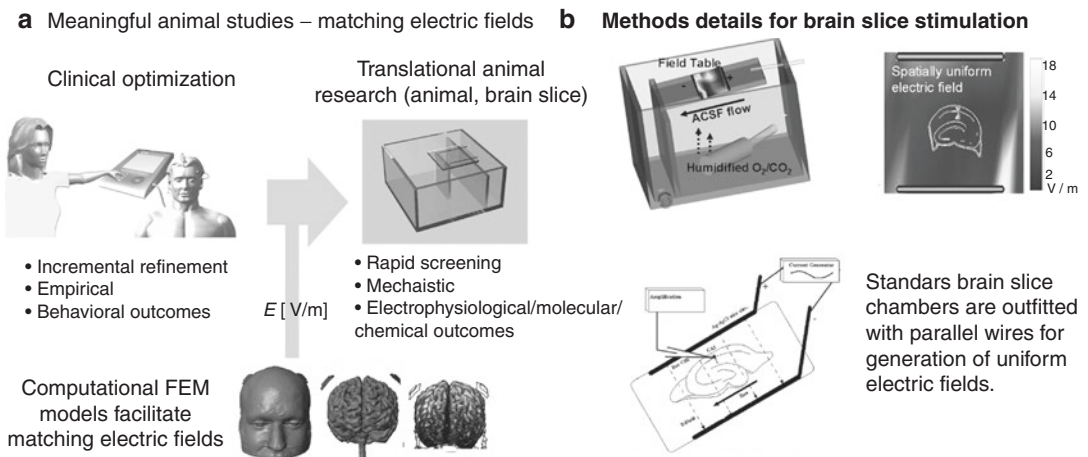 a Meaningful animal studies – matching electric fields
Clinical optimization
Translational animal
research (animal, brain slice)
• Incremental refinement
• Empirical
• Behavioral outcomes
E [ V/m]
• Rapid screening
• Mechaistic
• Electrophysiological/molecular/
chemical outcomes
Computational FEM
models facilitate
matching electric fields
b Methods details for brain slice stimulation
Field Table
- +
ACSF flow
Humidified O₂/CO₂
Spatially uniform
electric field
18
14
10
6
2
V / m
Current Generator
+
-
Amplification
CA1
Standars brain slice
chambers are outfitted
with parallel wires for
generation of uniform
electric fields.